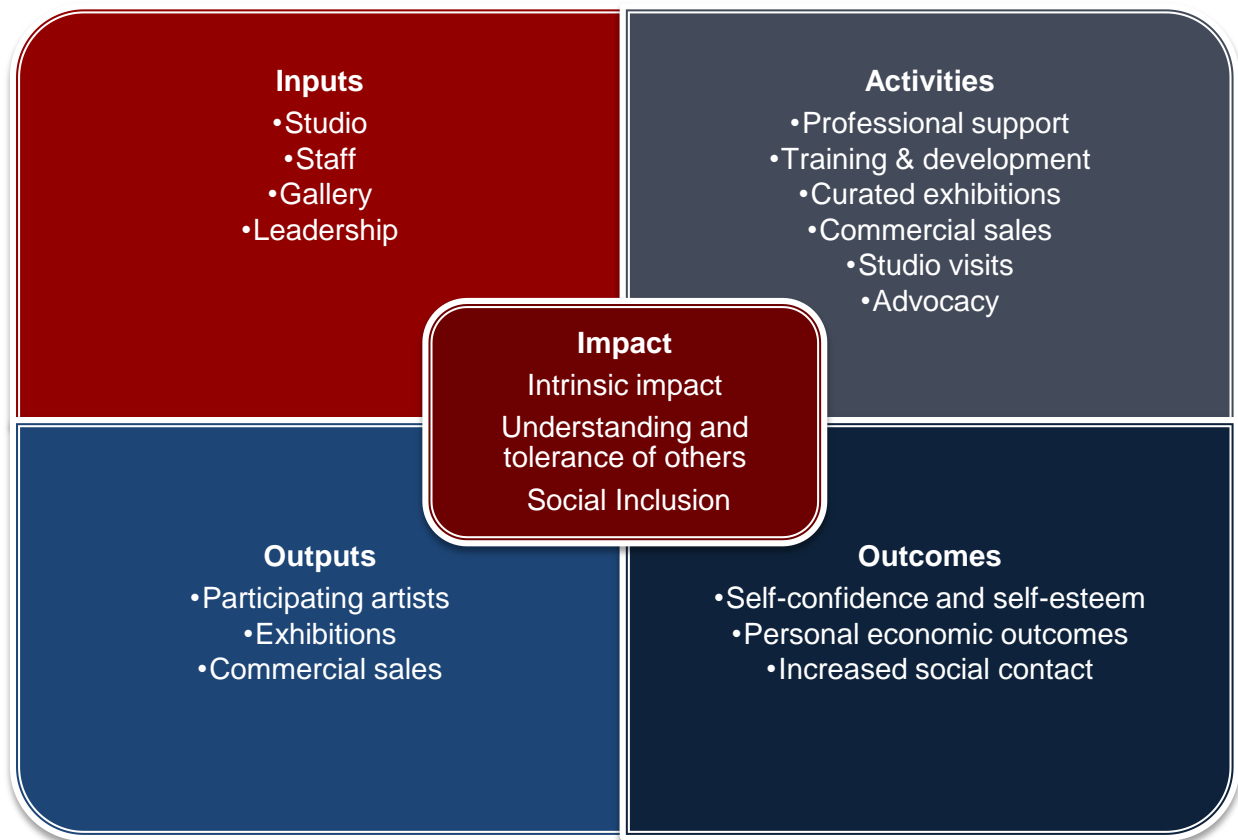 Inputs
•Studio
•Staff
•Gallery
•Leadership
Activities
•Professional support
•Training & development
•Curated exhibitions
•Commercial sales
•Studio visits
•Advocacy
Impact
Intrinsic impact
Understanding and
tolerance of others
Social Inclusion
Outputs
•Participating artists
•Exhibitions
•Commercial sales
Outcomes
•Self-confidence and self-esteem
•Personal economic outcomes
•Increased social contact